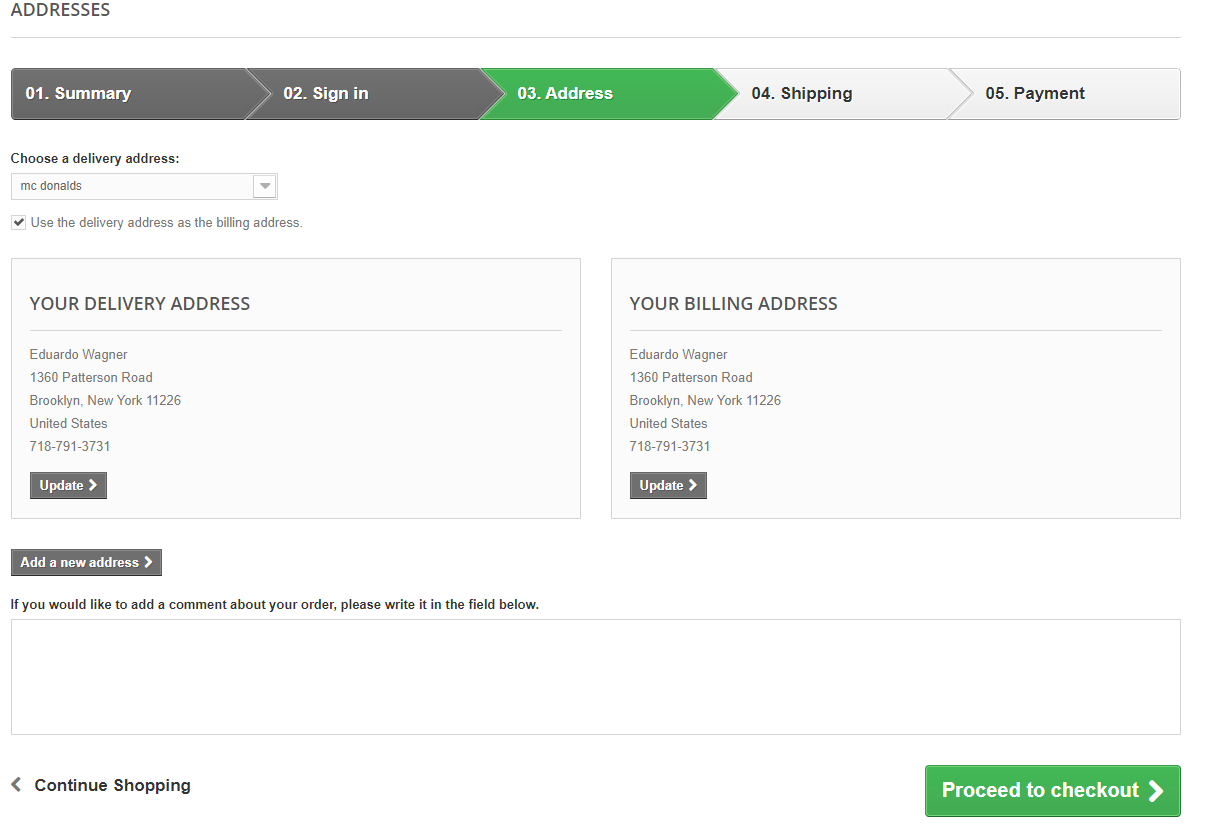 ADDRESSES
01. Summary
02. Sign in
03. Address
04. Shipping
05. Payment
Choose a delivery address:
mc donalds
Use the delivery address as the billing address.
YOUR DELIVERY ADDRESS
Eduardo Wagner
1360 Patterson Road
Brooklyn, New York 11226
United States
718-791-3731
Update
YOUR BILLING ADDRESS
Eduardo Wagner
1360 Patterson Road
Brooklyn, New York 11226
United States
718-791-3731
Update
Add a new address
If you would like to add a comment about your order, please write it in the field below.
Continue Shopping
Proceed to checkout